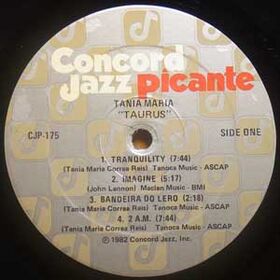 Concord
jazz picante
TANIA MARIA
"TAURUS"
CJP-175 SIDE ONE
1. TRANQUILITY (7:44)
(Tania Maria Correa Reis) Tanoca Music - ASCAP
2. IMAGINE (5:17)
(John Lennon) Maclen Music - BMI
3. BANDEIRA DO LERO (2:18)
(Tania Maria Correa Reis) Tanoca Music - ASCAP
4. 2 A.M. (7:44)
(Tania Maria Correa Reis) Tanoca Music - ASCAP
℗ © 1982 Concord Jazz, Inc.